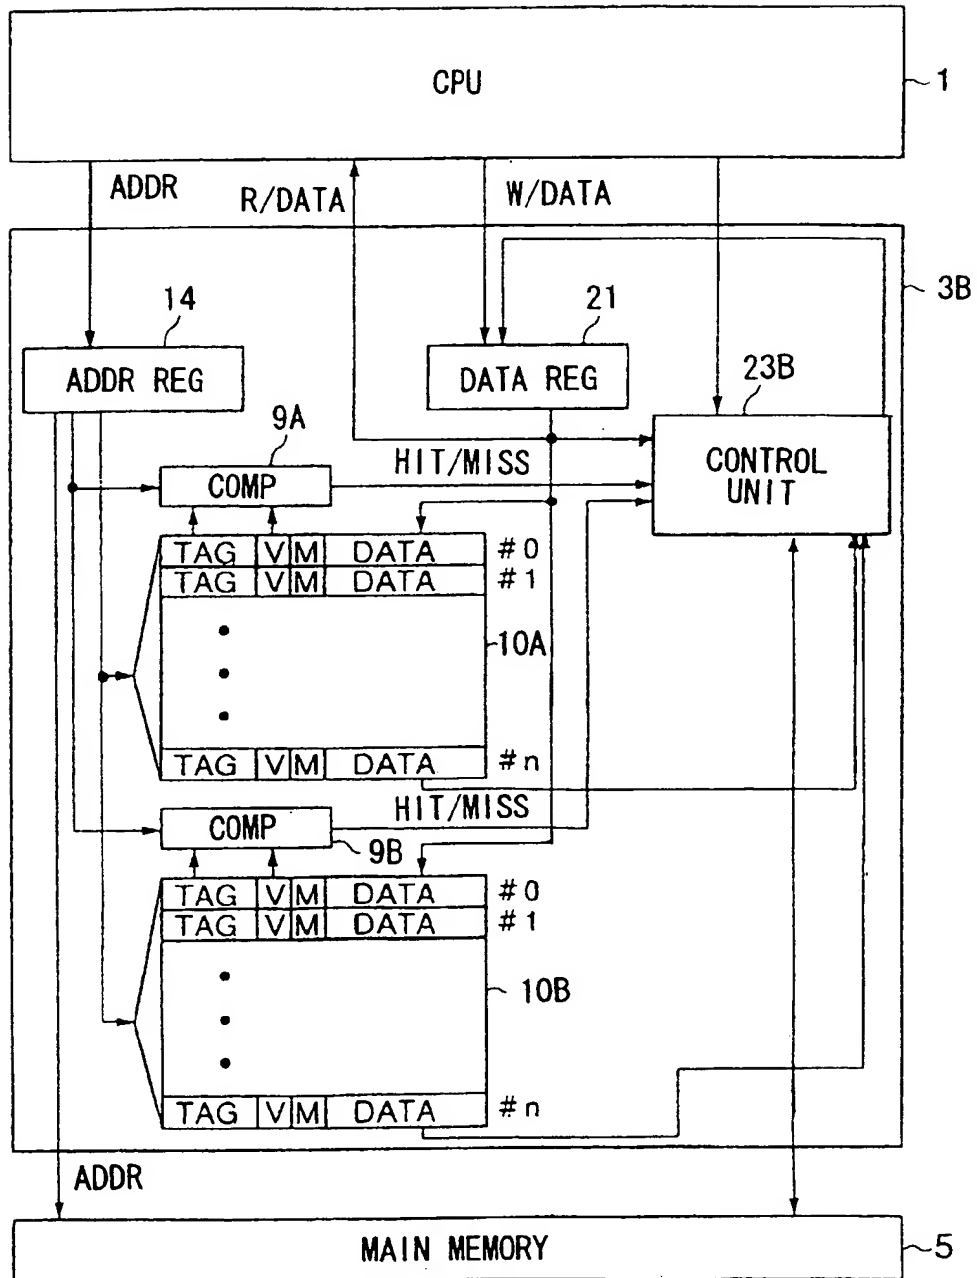 CPU
1
ADDR
R/DATA
W/DATA
3B
14
21
ADDR REG
DATA REG
23B
9A
COMP
HIT/MISS
CONTROL
UNIT
TAG V M DATA #0
TAG V M DATA #1
10A
TAG V M DATA #n
HIT/MISS
COMP
9B
TAG V M DATA #0
TAG V M DATA #1
10B
TAG V M DATA #n
ADDR
MAIN MEMORY
5